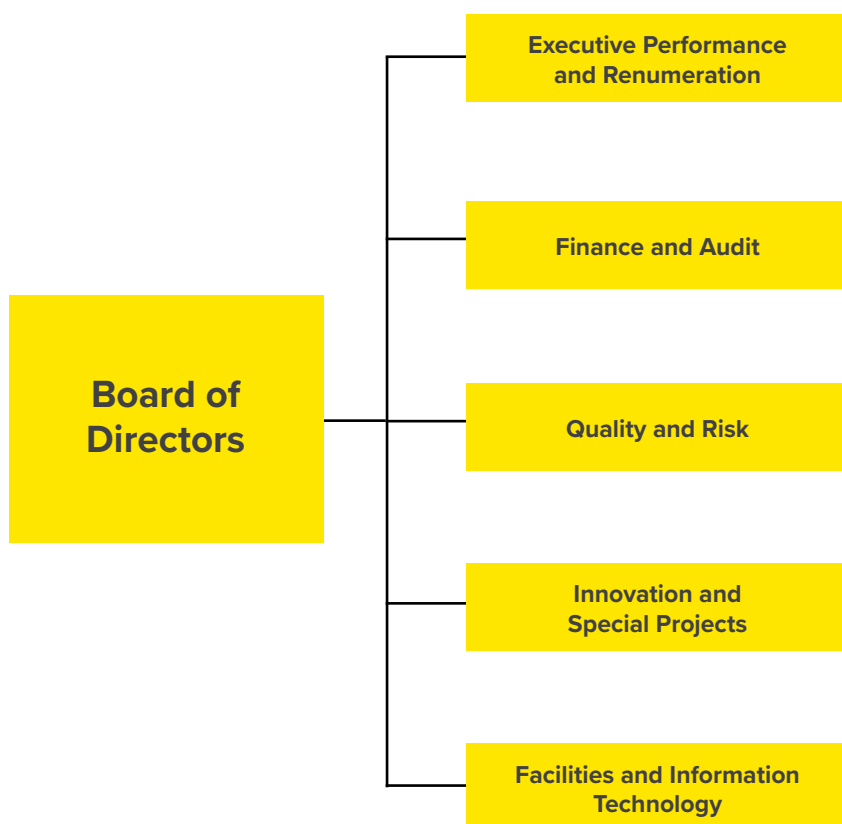 Executive Performance
and Renumeration
Finance and Audit
Board of
Directors
Quality and Risk
Innovation and
Special Projects
Facilities and Information
Technology